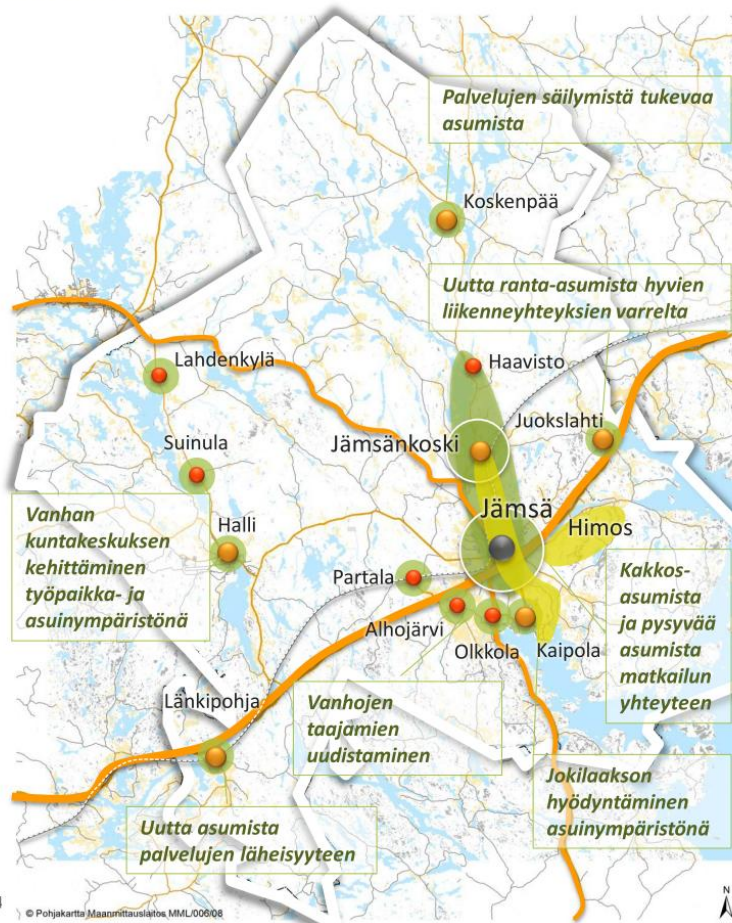 Palvelujen säilymistä tukevaa
asumista
Koskenpää
Uutta ranta-asumista hyvien
liikenneyhteyksien varrelta
Lahdenkylä
Haavisto
Juokslahti
Suinula
Jämsänkoski
Jämsä
Himos
Vanhan
kuntakeskuksen
kehittäminen
työpaikka- ja
asuinympäristönä
Halli
Partala
Alhojärvi
Olkkola
Kaipola
Kakkos-
asumista
ja pysyvää
asumista
matkailun
yhteyteen
Länkipohja
Vanhojen
taajamien
uudistaminen
Jokilaakson
hyödyntäminen
asuinympäristönä
Uutta asumista
palvelujen läheisyyteen
© Pohjakartta Maanmittauslaitos MML/006/08
N